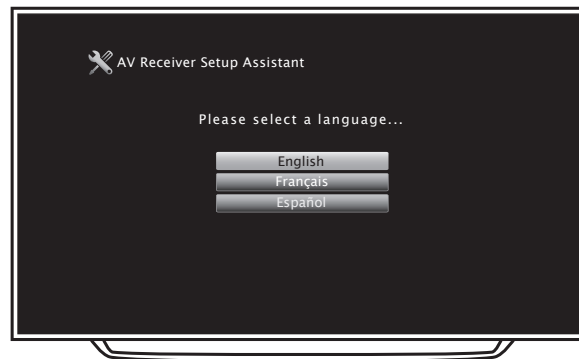 AV Receiver Setup Assistant
Please select a language...
English
Français
Español